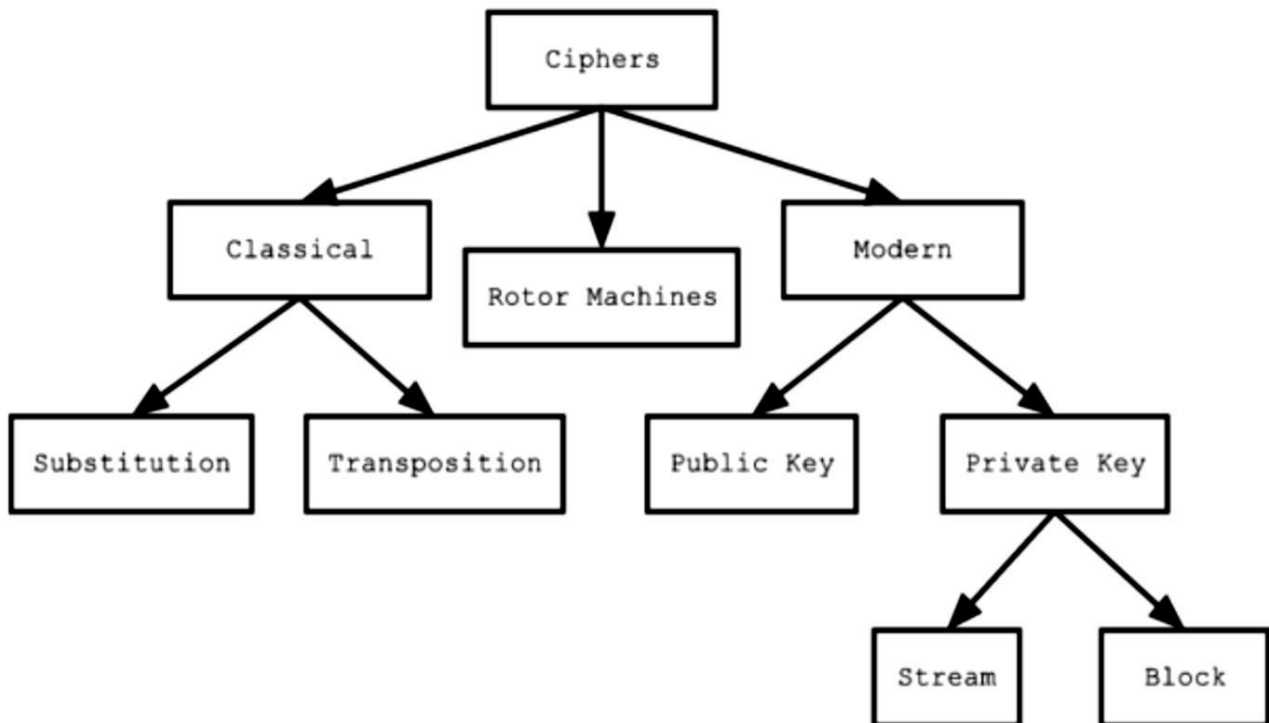 Ciphers
Classical
Rotor Machines
Modern
Substitution
Transposition
Public Key
Private Key
Stream
Block